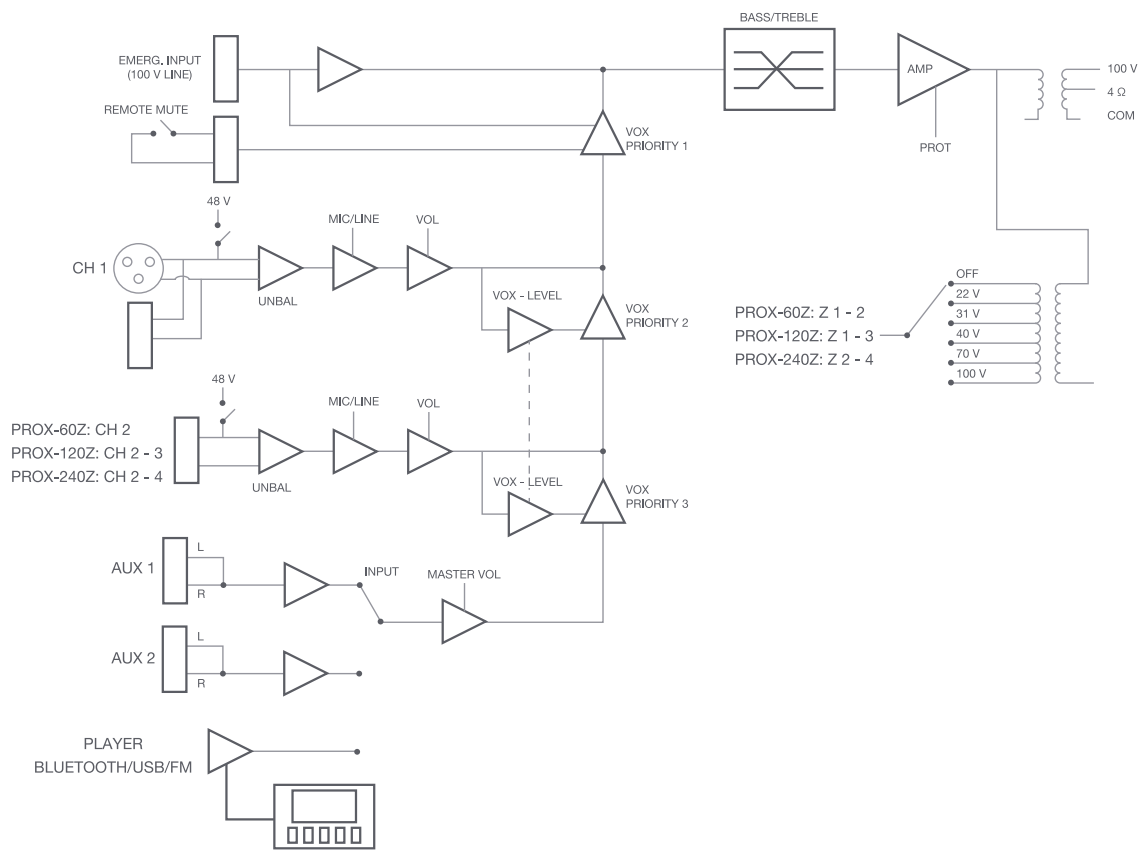 BASS/TREBLE
EMERG. INPUT
(100 V LINE)
AMP
100 V
4 Ω
COM
REMOTE MUTE
VOX
PRIORITY 1
PROT
48 V
MIC/LINE
VOL
CH 1
UNBAL
VOX - LEVEL
VOX
PRIORITY 2
OFF
22 V
31 V
40 V
70 V
100 V
PROX-60Z: Z 1 - 2
PROX-120Z: Z 1 - 3
PROX-240Z: Z 2 - 4
48 V
MIC/LINE
VOL
PROX-60Z: CH 2
PROX-120Z: CH 2 - 3
PROX-240Z: CH 2 - 4
UNBAL
VOX - LEVEL
VOX
PRIORITY 3
AUX 1
L
R
INPUT
MASTER VOL
AUX 2
L
R
PLAYER
BLUETOOTH/USB/FM